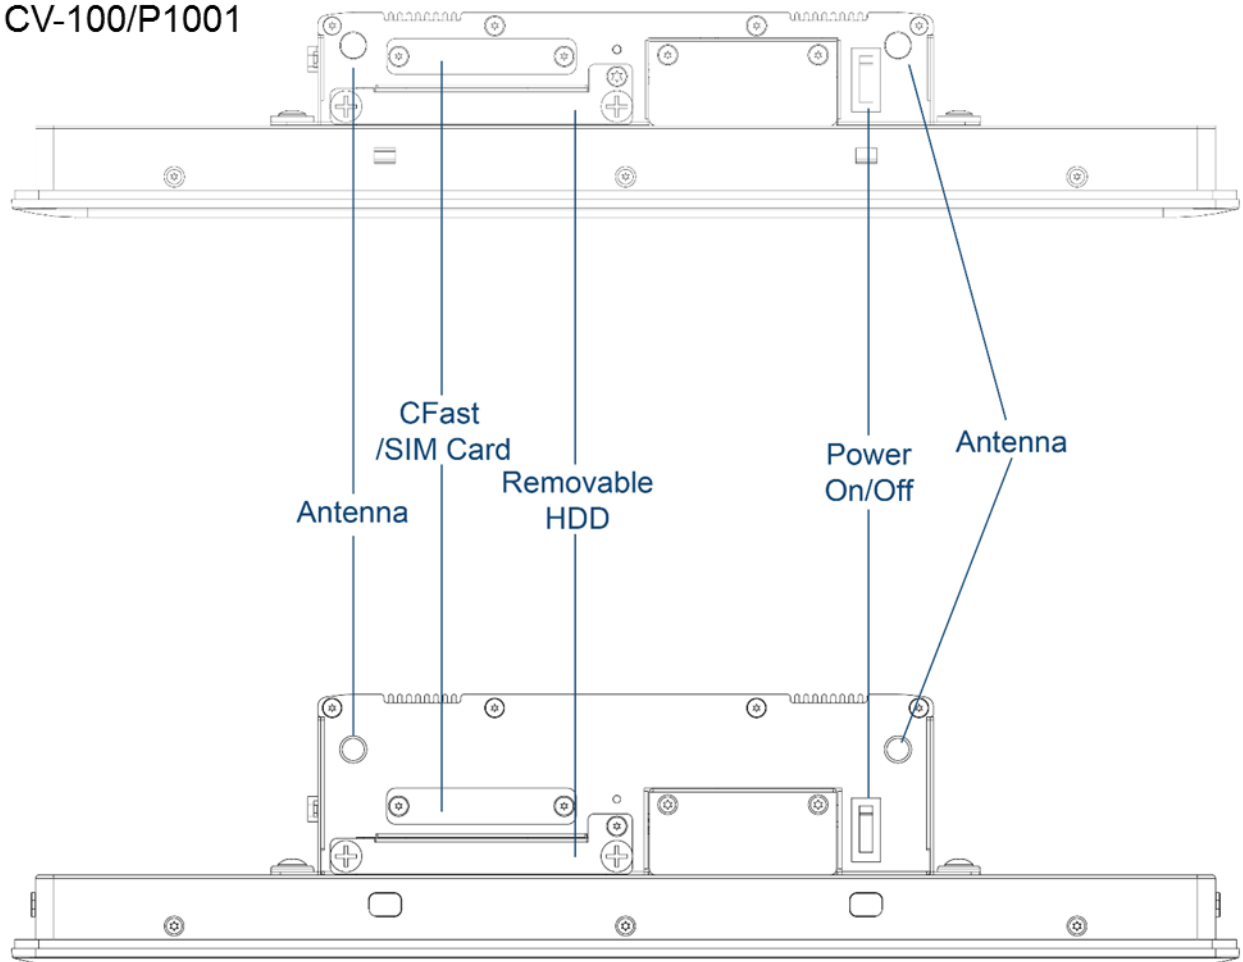 CV-100/P1001
CFast
/SIM Card
Antenna
Power
On/Off
Removable
HDD
Antenna